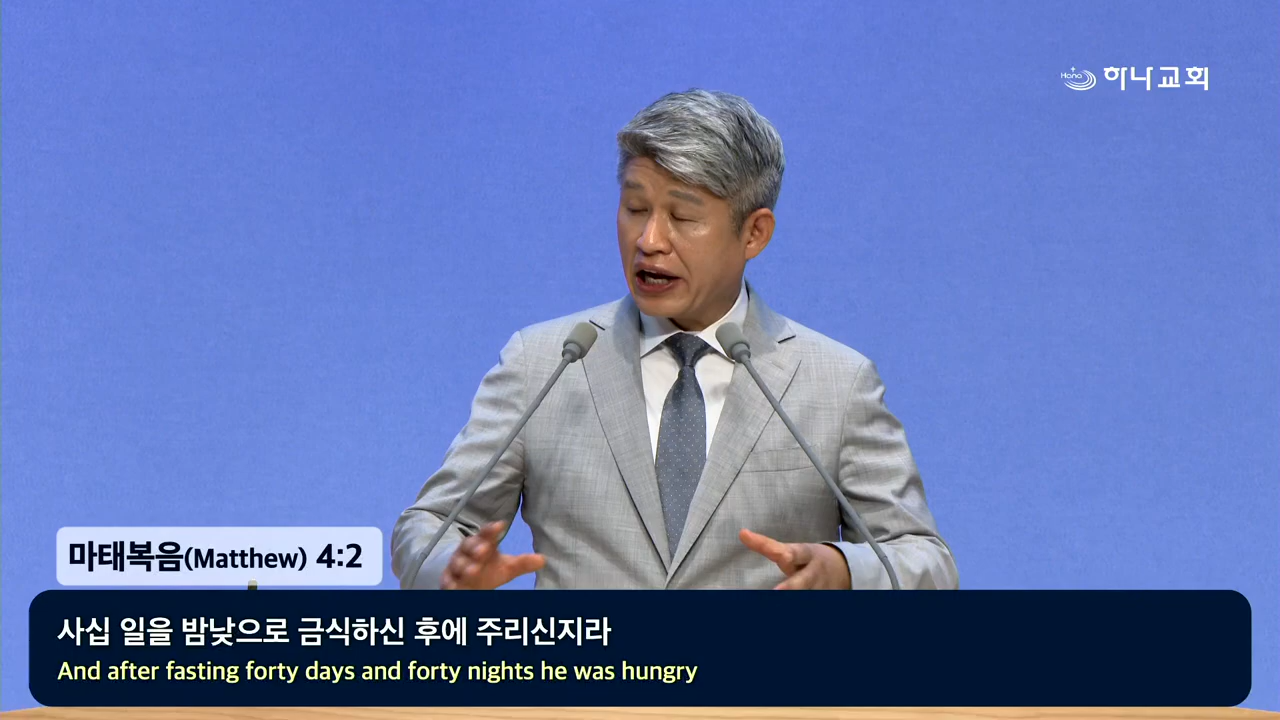 Hana 하나교회
마태복음(Matthew) 4:2
사십 일을 밤낮으로 금식하신 후에 주리신지라
And after fasting forty days and forty nights he was hungry